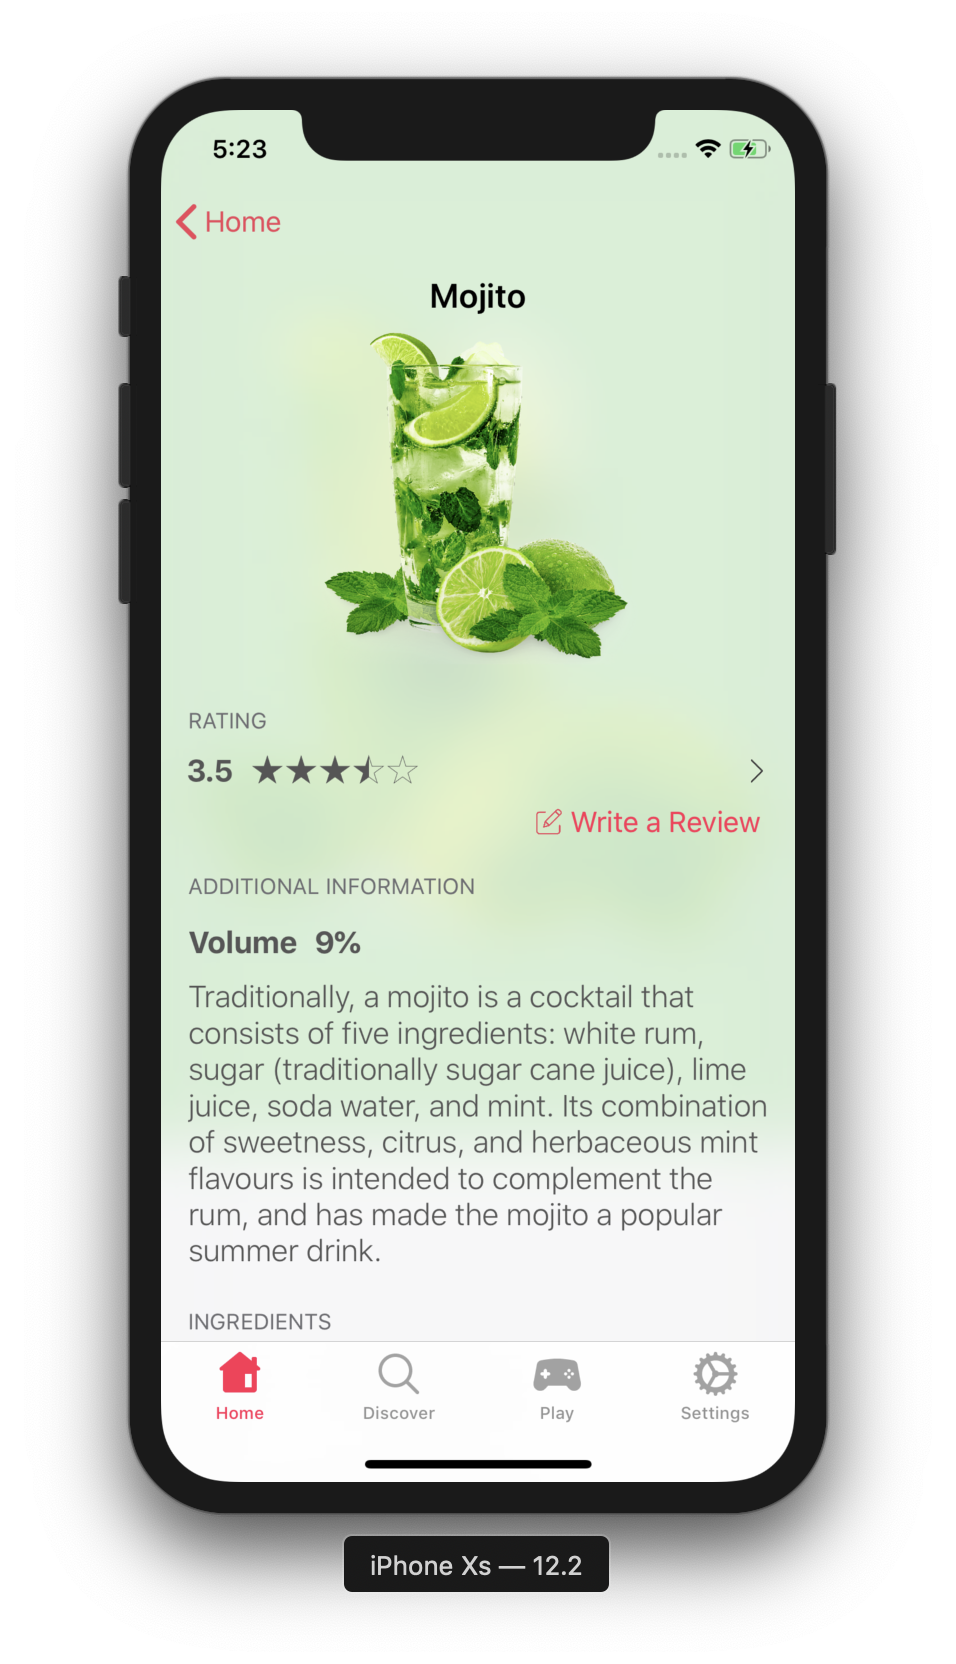 5:23
Home
Mojito
RATING
3.5
Write a Review
ADDITIONAL INFORMATION
Volume 9%
Traditionally, a mojito is a cocktail that
consists of five ingredients: white rum,
sugar (traditionally sugar cane juice), lime
juice, soda water, and mint. Its combination
of sweetness, citrus, and herbaceous mint
flavours is intended to complement the
rum, and has made the mojito a popular
summer drink.
INGREDIENTS
Home Discover Play Settings
iPhone Xs — 12.2